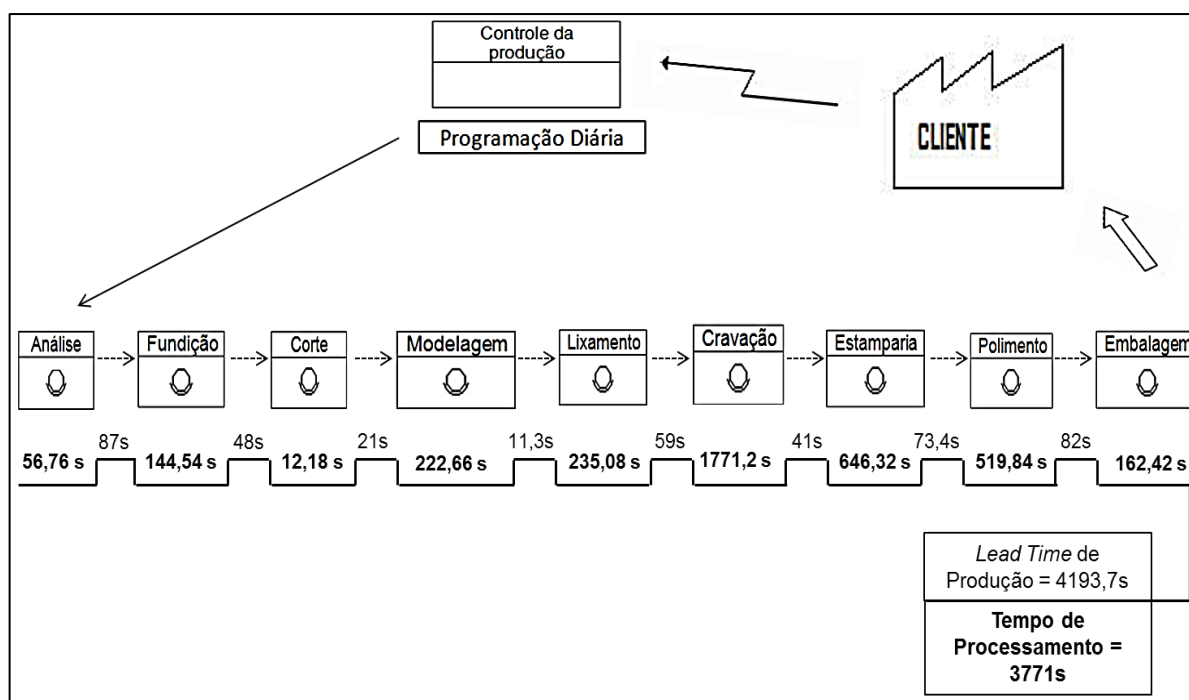 Controle da
produção
Programação Diária
CLIENTE
Análise
Fundição
Corte
Modelagem
Lixamento
Cravação
Estamparia
Polimento
Embalagem
87s
48s
21s
11,3s
59s
41s
73,4s
82s
56,76 s
144,54 s
12,18 s
222,66 s
235,08 s
1771,2 s
646,32 s
519,84 s
162,42 s
Lead Time de
Produção = 4193,7s
Tempo de
Processamento =
3771s